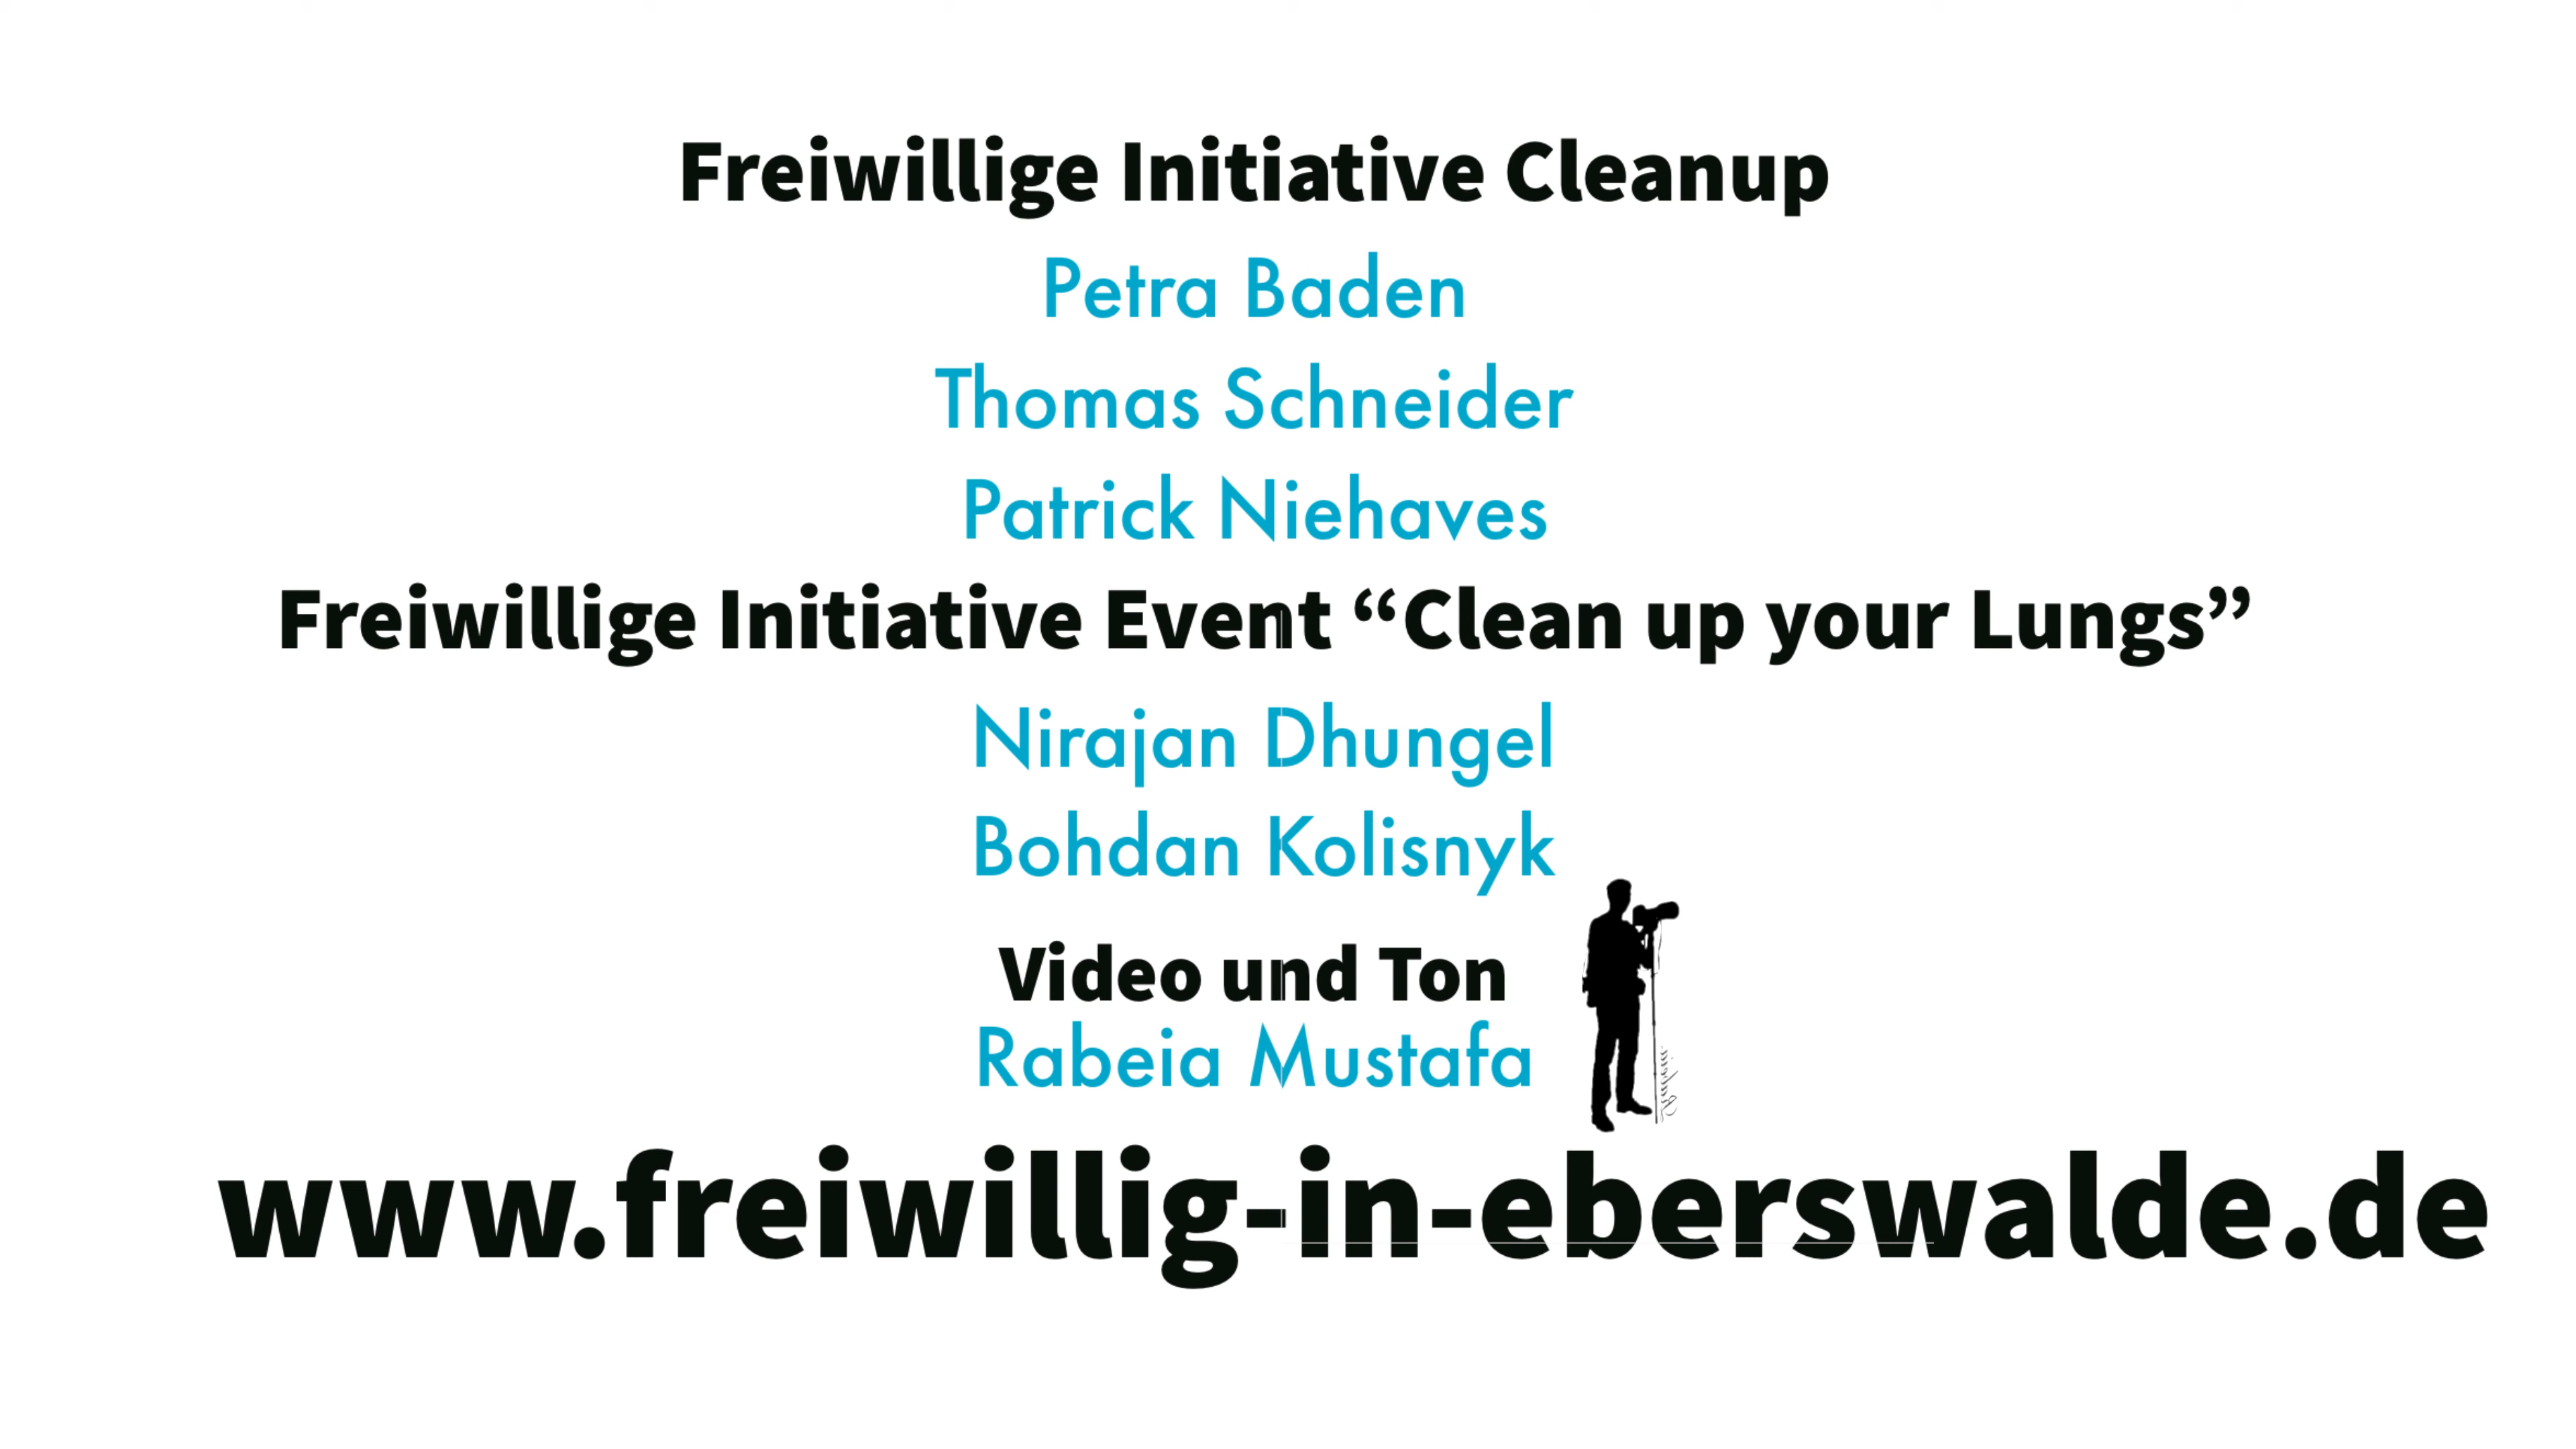 Freiwillige Initiative Cleanup
Petra Baden
Thomas Schneider
Patrick Niehaves
Freiwillige Initiative Event “Clean up your Lungs”
Nirajan Dhungel
Bohdan Kolisnyk
Video und Ton
Rabeia Mustafa
www.freiwillig-in-eberswalde.de